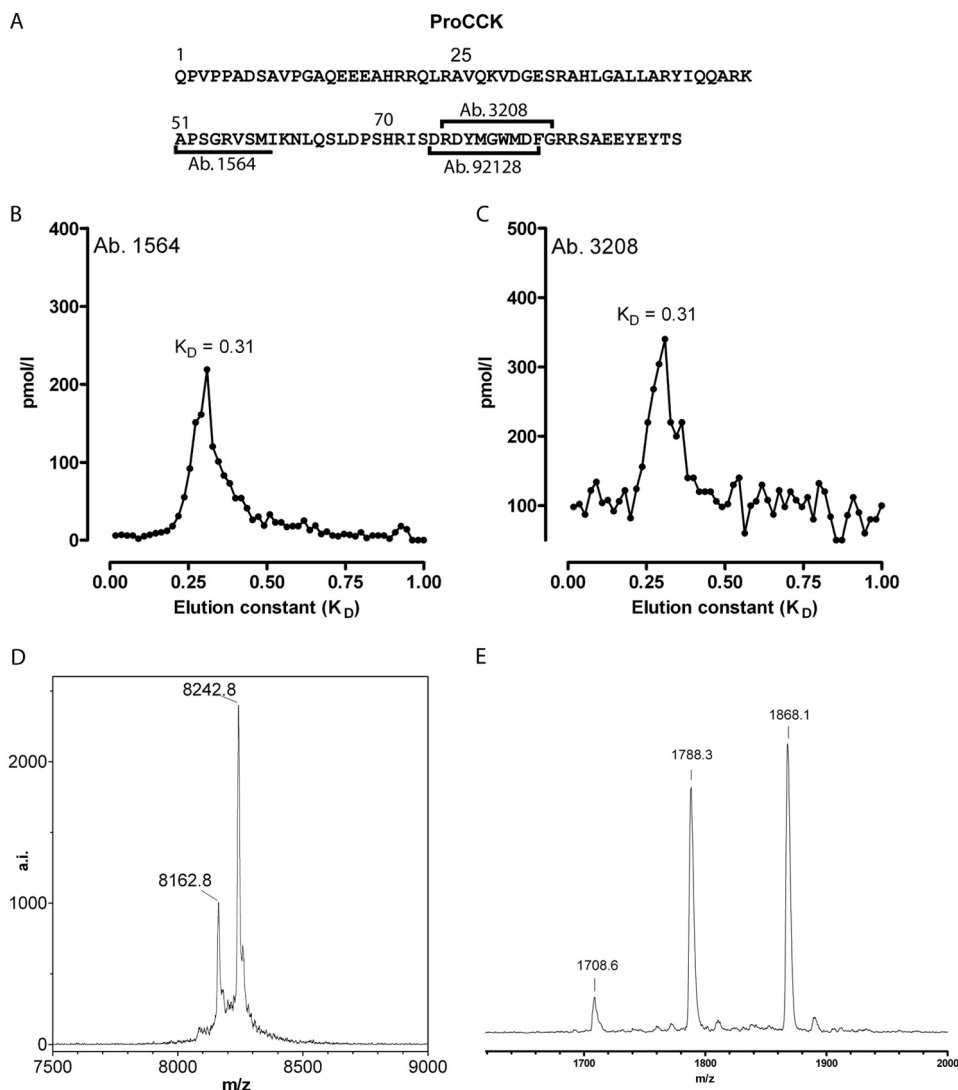 A
ProCCK
1
25
QPVPPADSAVPGAQEEEAHRRQLRAVQKVDGESRAHLGALLARYIQQARK
51
70
Ab. 3208
APSGRVSMIKNLQSLDPSHRISDRDYMGWMDFGRRSAEEYEYTS
Ab. 1564
Ab. 92128
B
400
300
200
100
0
pmol/l
Ab. 1564
KD = 0.31
0.00 0.25 0.50 0.75 1.00
Elution constant (KD)
C
500
400
300
200
100
pmol/l
Ab. 3208
KD = 0.31
0.00 0.25 0.50 0.75 1.00
Elution constant (KD)
D
8242.8
8162.8
2000
1000
0
a.i.
7500 8000 8500 9000
m/z
E
1868.1
1788.3
1708.6
1700 1800 1900 2000
m/z